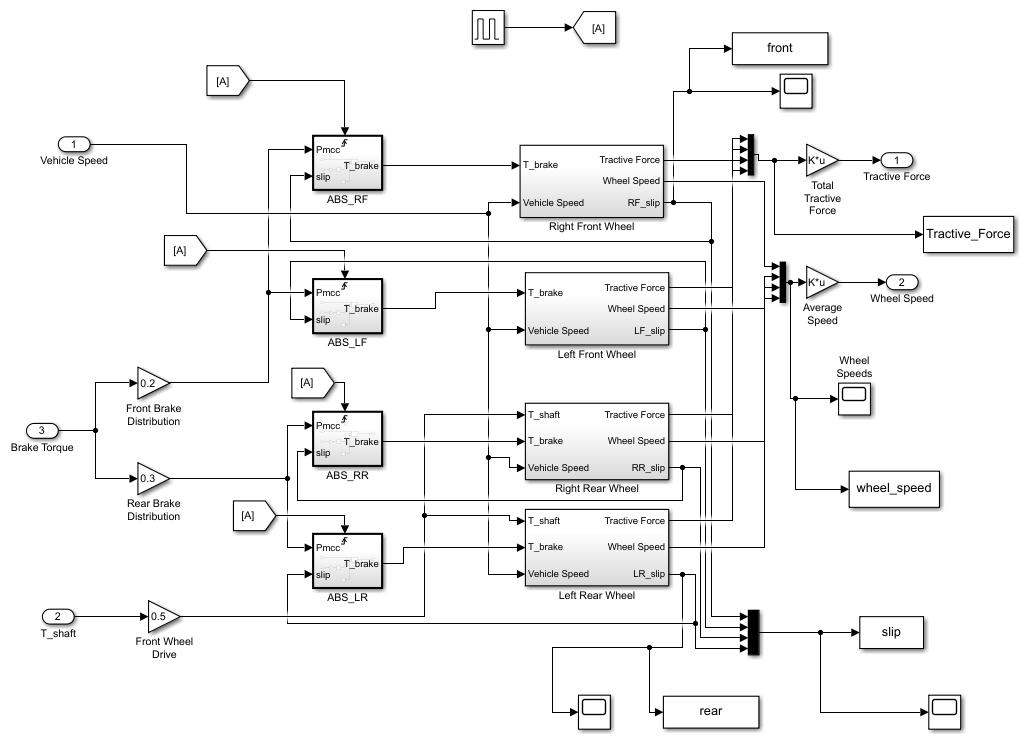 [A]
front
[A]
1
Vehicle Speed
Pmcc
T_brake
slip
ABS_RF
T_brake
Tractive Force
Wheel Speed
Vehicle Speed
RF_slip
Right Front Wheel
K*u
Total
Tractive
Force
1
Tractive Force
Tractive_Force
[A]
Pmcc
T_brake
slip
ABS_LF
T_brake
Tractive Force
Wheel Speed
Vehicle Speed
LF_slip
Left Front Wheel
K*u
Average
Speed
2
Wheel Speed
Wheel
Speeds
0.2
Front Brake
Distribution
[A]
3
Brake Torque
Pmcc
T_brake
slip
ABS_RR
T_shaft
Tractive Force
T_brake
Wheel Speed
Vehicle Speed
RR_slip
Right Rear Wheel
0.3
Rear Brake
Distribution
wheel_speed
[A]
Pmcc
T_brake
slip
ABS_LR
T_shaft
Tractive Force
T_brake
Wheel Speed
Vehicle Speed
LR_slip
Left Rear Wheel
2
T_shaft
0.5
Front Wheel
Drive
slip
rear